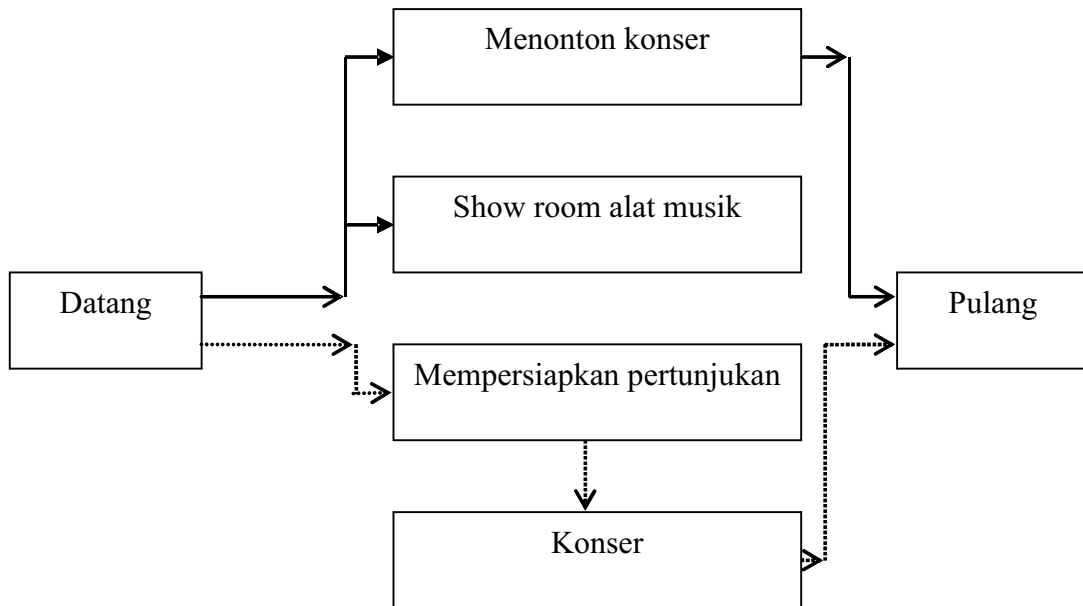 Menonton konser
Show room alat musik
Datang
Pulang
Mempersiapkan pertunjukan
Konser